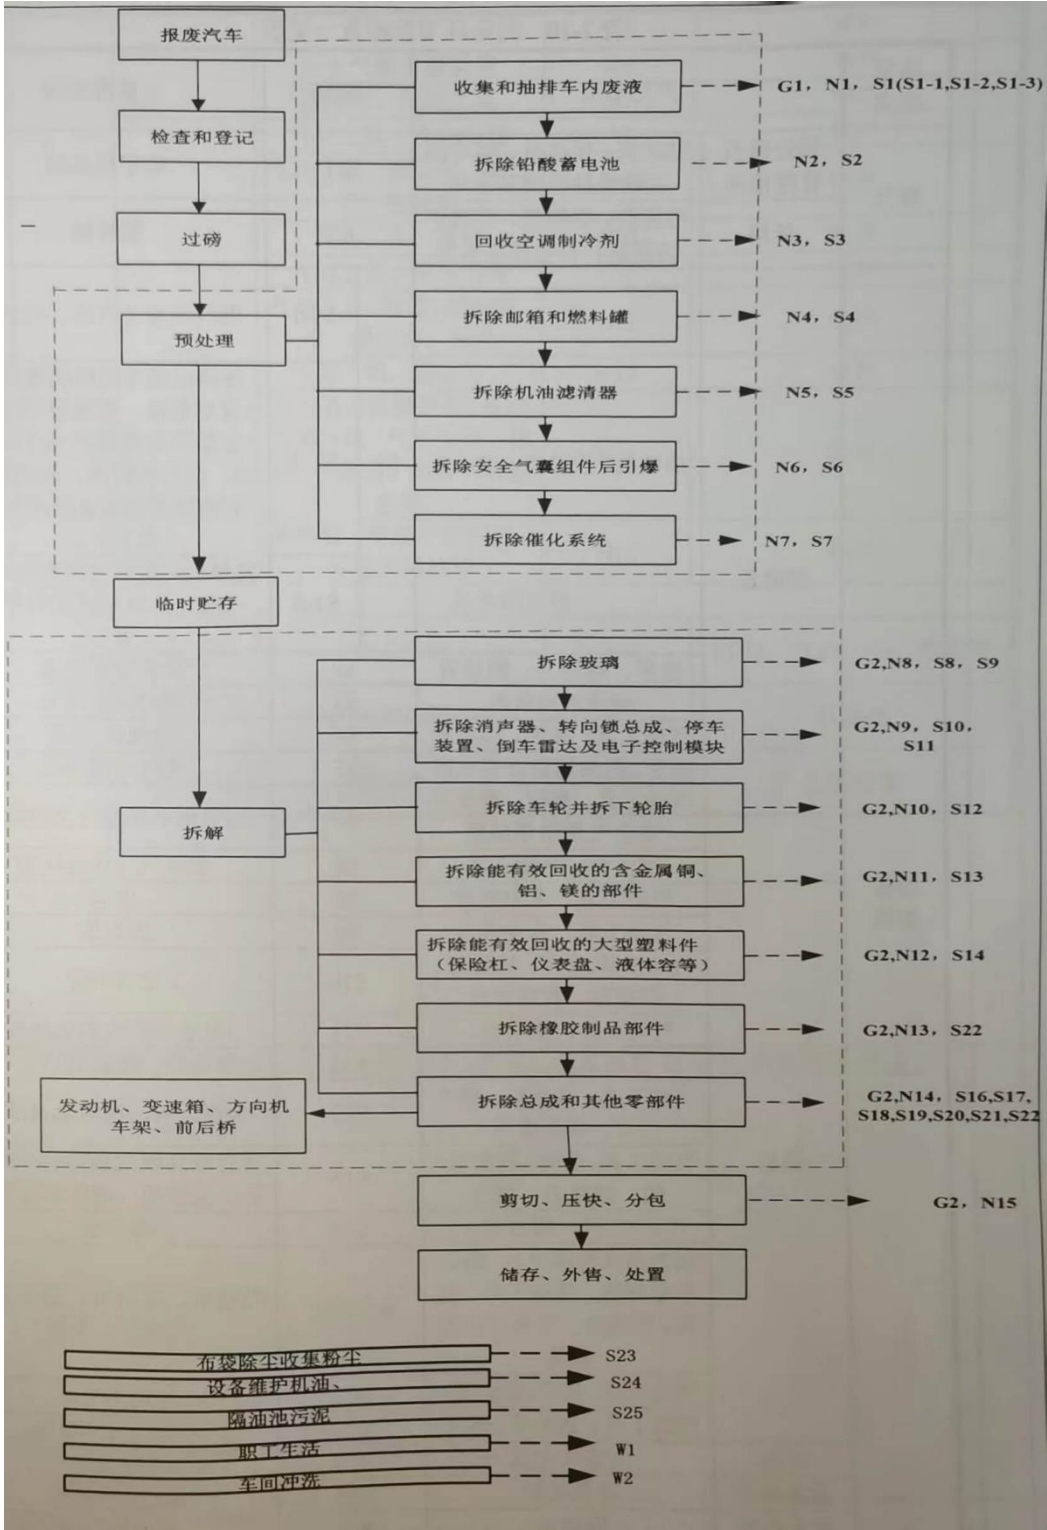 报废汽车
检查和登记
过磅
预处理
收集和抽排车内废液
G1，N1，S1(S1-1,S1-2,S1-3)
拆除铅酸蓄电池
N2，S2
回收空调制冷剂
N3，S3
拆除邮箱和燃料罐
N4，S4
拆除机油滤清器
N5，S5
拆除安全气囊组件后引爆
N6，S6
拆除催化系统
N7，S7
临时贮存
拆解
拆除玻璃
G2,N8，S8，S9
拆除消声器、转向锁总成、停车
装置、倒车雷达及电子控制模块
G2,N9，S10，
S11
拆除车轮并拆下轮胎
G2,N10，S12
拆除能有效回收的含金属铜、
铝、镁的部件
G2,N11，S13
拆除能有效回收的大型塑料件
（保险杠、仪表盘、液体容等）
G2,N12，S14
拆除橡胶制品部件
G2,N13，S22
拆除总成和其他零部件
G2,N14，S16,S17,
S18,S19,S20,S21,S22
发动机、变速箱、方向机
车架、前后桥
剪切、压快、分包
G2，N15
储存、外售、处置
布袋除尘收集粉尘
S23
设备维护机油、
S24
隔油池污泥
S25
职工生活
W1
车间冲洗
W2